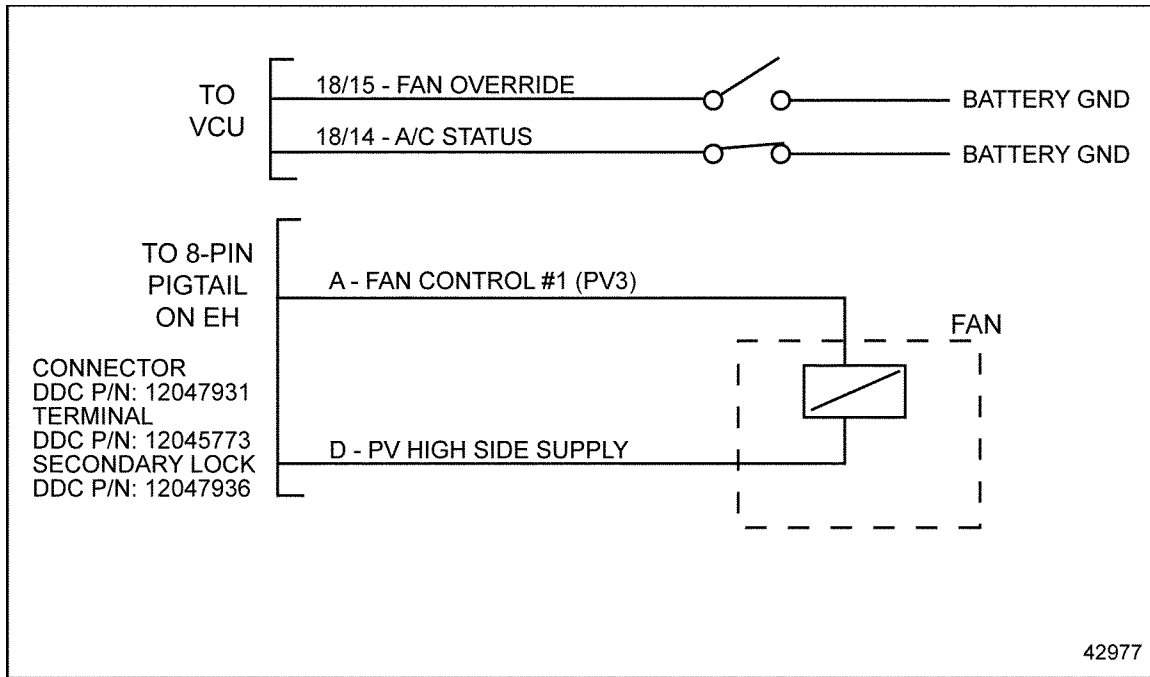 TO
VCU
18/15 - FAN OVERRIDE
BATTERY GND
18/14 - A/C STATUS
BATTERY GND
TO 8-PIN
PIGTAIL
ON EH
A - FAN CONTROL #1 (PV3)
FAN
CONNECTOR
DDC P/N: 12047931
TERMINAL
DDC P/N: 12045773
SECONDARY LOCK
DDC P/N: 12047936
D - PV HIGH SIDE SUPPLY
42977